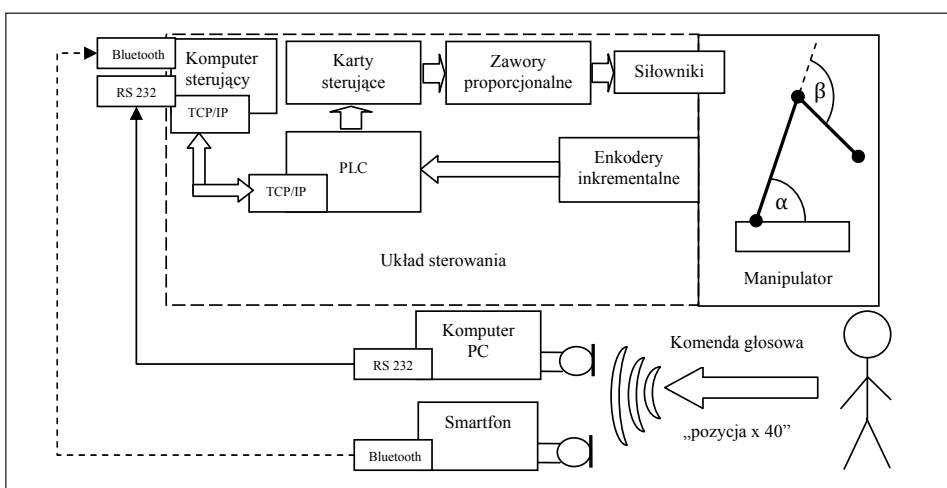 Bluetooth
Komputer
sterujący
RS 232
TCP/IP
Karty
sterujące
Zawory
proporcjonalne
Siłowniki
PLC
TCP/IP
Enkodery
inkrementalne
β
α
Układ sterowania
Manipulator
Komputer
PC
RS 232
Komenda głosowa
Smartfon
Bluetooth
„pozycja x 40”